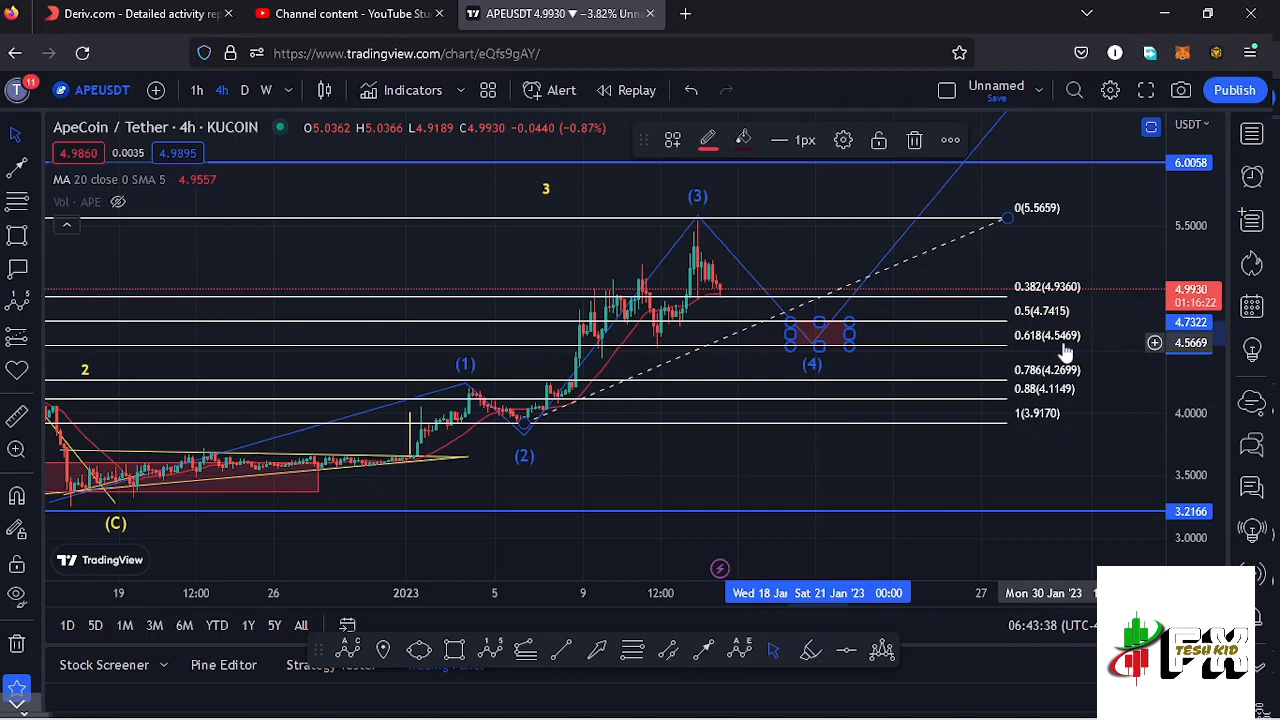 Deriv.com - Detailed activity rep
Channel content - YouTube Stu
APEUSDT 4.9930 ▼ −3.82% Unna
https://www.tradingview.com/chart/eQfs9gAY/
T 11
APEUSDT
1h 4h D W
Indicators
Alert
Replay
Unnamed
Save
Publish
ApeCoin / Tether · 4h · KUCOIN
O5.0362 H5.0366 L4.9189 C4.9930 -0.0440 (-0.87%)
1px
USDT
4.9860 0.0035 4.9895
6.0058
MA 20 close 0 SMA 5 4.9557
Vol · APE
3
(3)
0(5.5659)
5.5000
0.382(4.9360)
4.9930
01:16:22
0.5(4.7415)
4.7322
0.618(4.5469)
4.5669
(1)
(4)
2
0.786(4.2699)
0.88(4.1149)
1(3.9170)
4.0000
(2)
3.5000
(C)
3.2166
3.0000
TradingView
19 12:00 26 2023 5 9 12:00 Wed 18 Jan Sat 21 Jan '23 00:00 27 Mon 30 Jan '23
1D 5D 1M 3M 6M YTD 1Y 5Y All
06:43:38 (UTC-4
Stock Screener
Pine Editor
FX
TESH KID